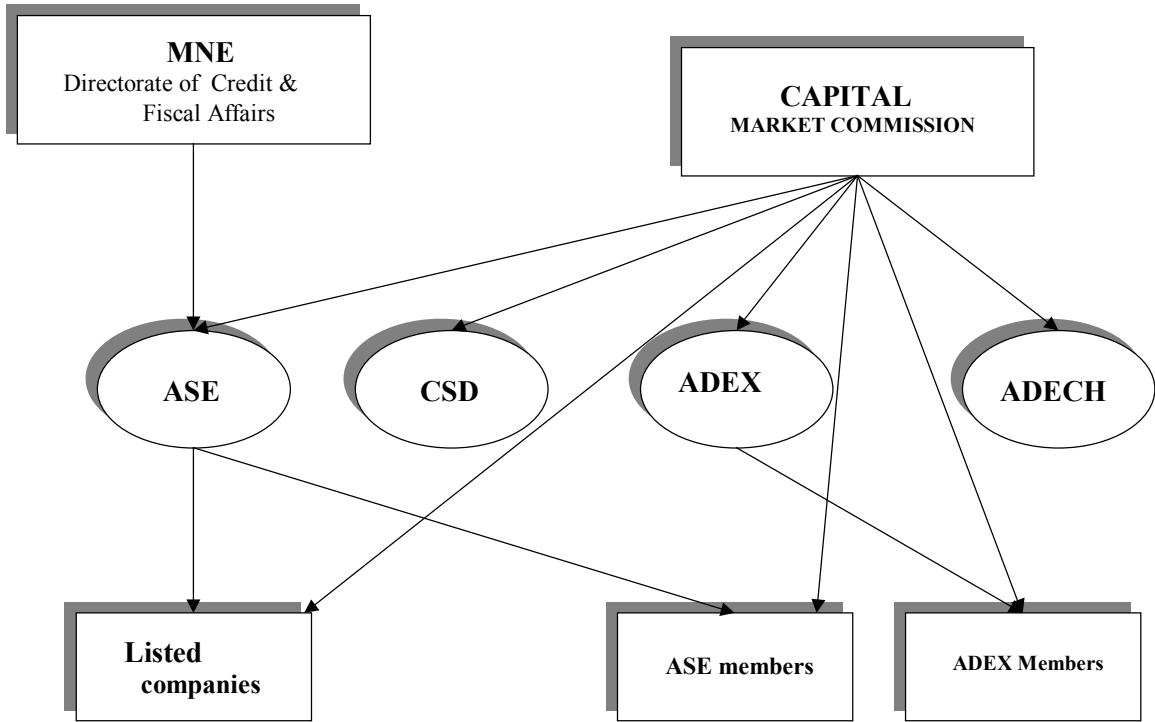 MNE
Directorate of Credit &
Fiscal Affairs
CAPITAL
MARKET COMMISSION
ASE
CSD
ADEX
ADECH
Listed
companies
ASE members
ADEX Members